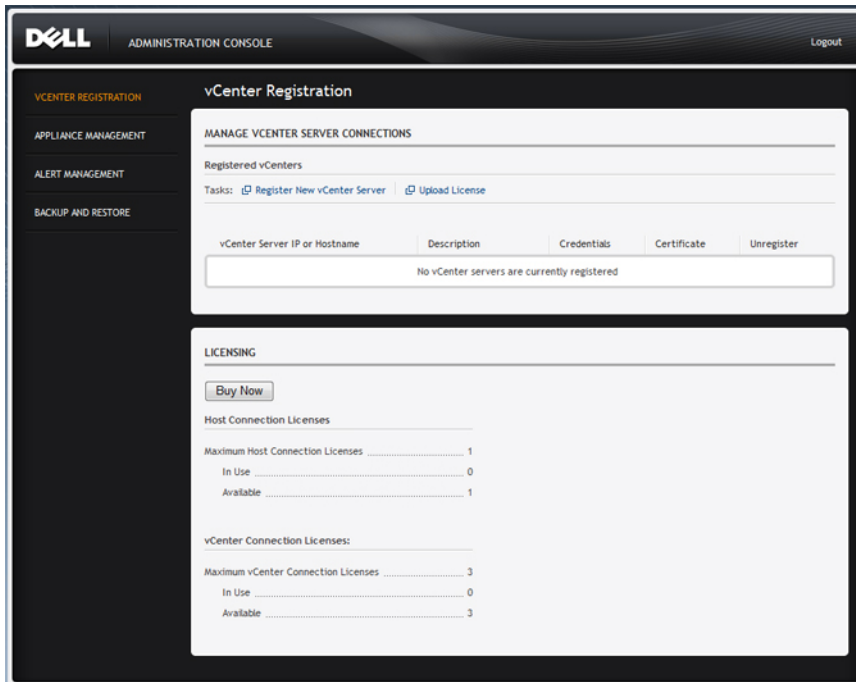 DELL ADMINISTRATION CONSOLE Logout
VCENTER REGISTRATION
APPLIANCE MANAGEMENT
ALERT MANAGEMENT
BACKUP AND RESTORE
vCenter Registration
MANAGE VCENTER SERVER CONNECTIONS
Registered vCenters
Tasks: Register New vCenter Server Upload License
vCenter Server IP or Hostname Description Credentials Certificate Unregister
No vCenter servers are currently registered
LICENSING
Buy Now
Host Connection Licenses
Maximum Host Connection Licenses 1
In Use 0
Available 1
vCenter Connection Licenses:
Maximum vCenter Connection Licenses 3
In Use 0
Available 3